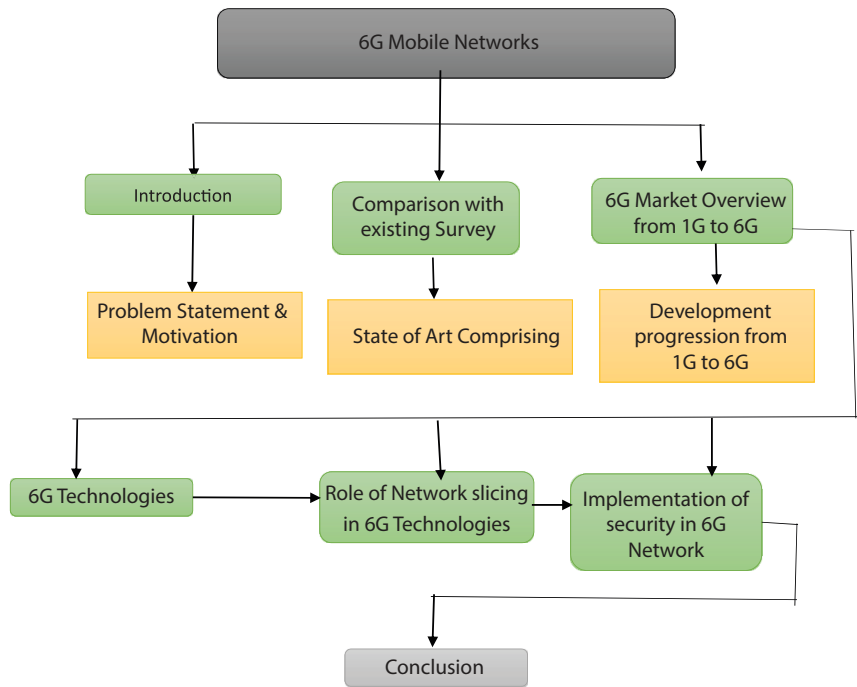 6G Mobile Networks
Introduction
Comparison with
existing Survey
6G Market Overview
from 1G to 6G
Problem Statement &
Motivation
State of Art Comprising
Development
progression from
1G to 6G
6G Technologies
Role of Network slicing
in 6G Technologies
Implementation of
security in 6G
Network
Conclusion